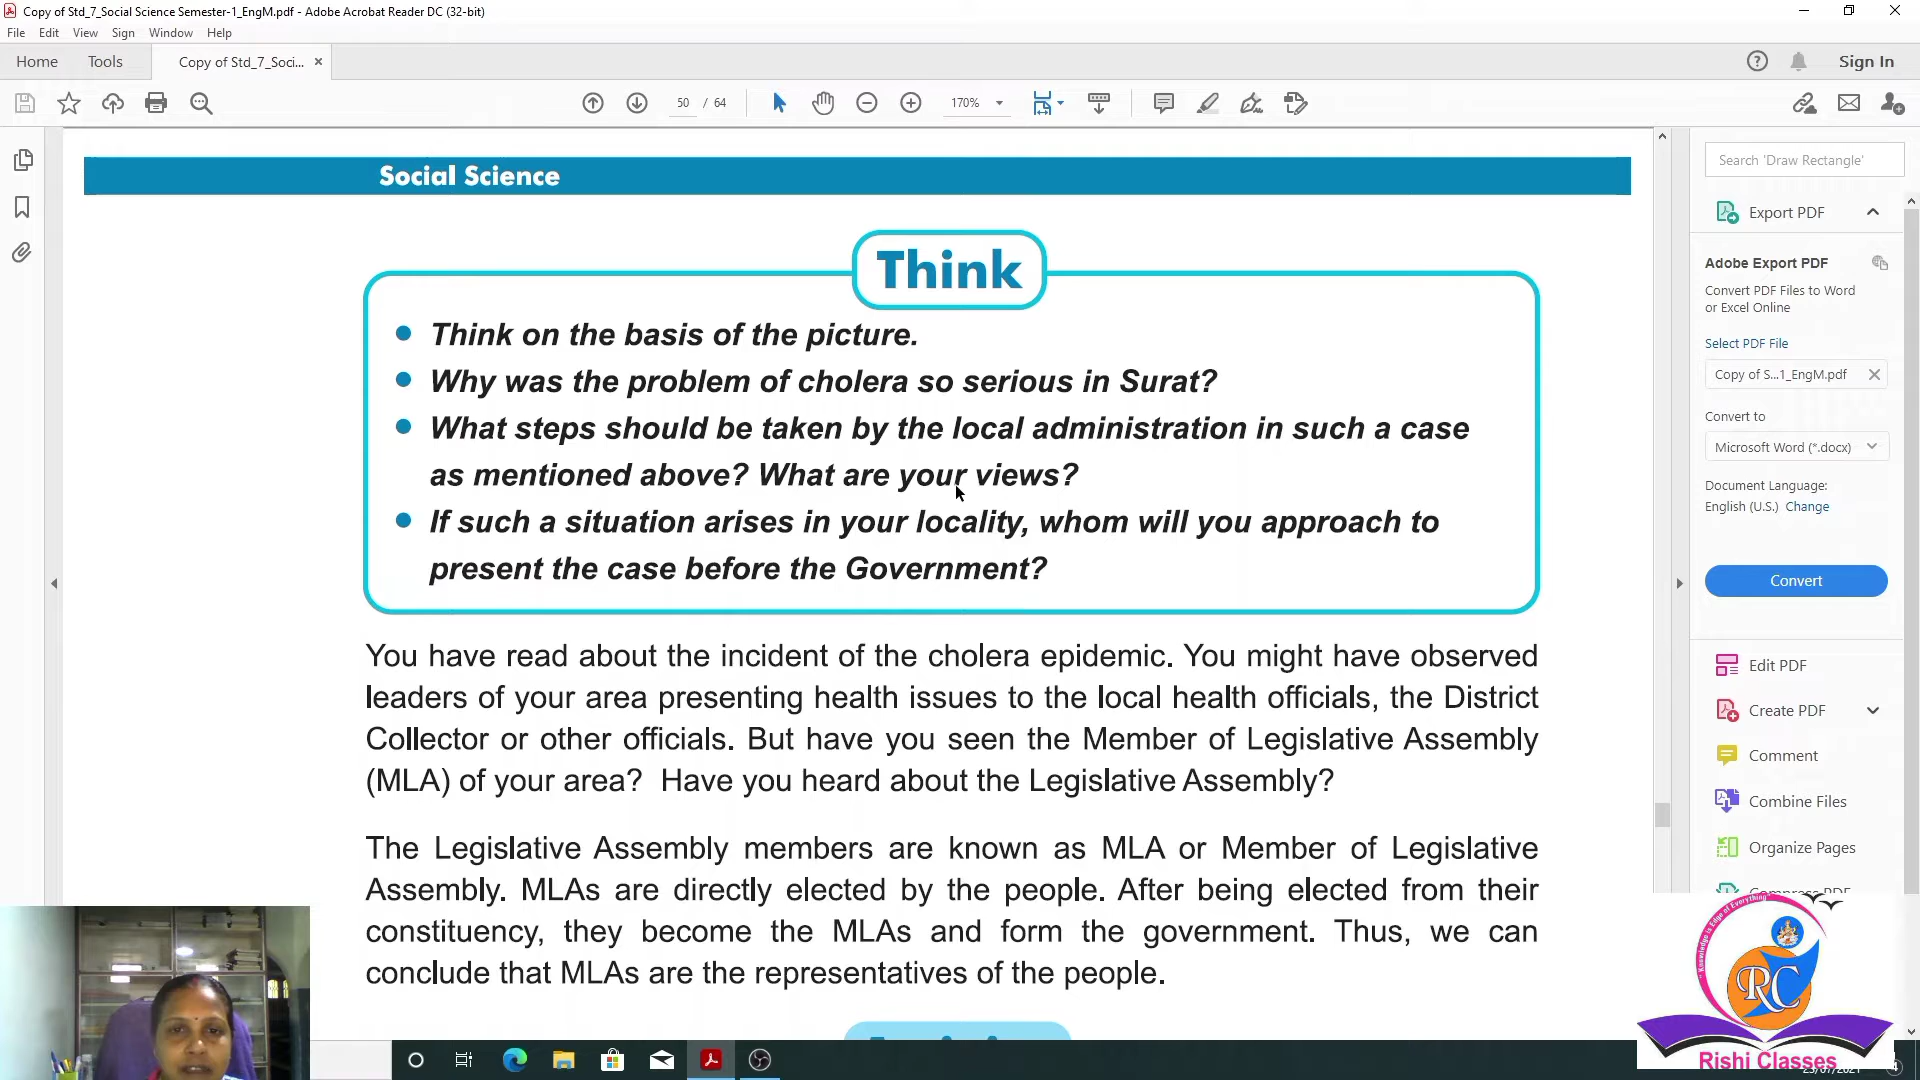 Copy of Std_7_Social Science Semester-1_EngM.pdf - Adobe Acrobat Reader DC (32-bit)
File Edit View Sign Window Help
Home Tools Copy of Std_7_Soci... Sign In
50 / 64 170%
Social Science
Think
Think on the basis of the picture.
Why was the problem of cholera so serious in Surat?
What steps should be taken by the local administration in such a case
as mentioned above? What are your views?
If such a situation arises in your locality, whom will you approach to
present the case before the Government?
You have read about the incident of the cholera epidemic. You might have observed
leaders of your area presenting health issues to the local health officials, the District
Collector or other officials. But have you seen the Member of Legislative Assembly
(MLA) of your area? Have you heard about the Legislative Assembly?
The Legislative Assembly members are known as MLA or Member of Legislative
Assembly. MLAs are directly elected by the people. After being elected from their
constituency, they become the MLAs and form the government. Thus, we can
conclude that MLAs are the representatives of the people.
Search 'Draw Rectangle'
Export PDF
Adobe Export PDF
Convert PDF Files to Word
or Excel Online
Select PDF File
Copy of S...1_EngM.pdf
Convert to
Microsoft Word (*.docx)
Document Language:
English (U.S.) Change
Convert
Edit PDF
Create PDF
Comment
Combine Files
Organize Pages
Compress PDF
"Knowledge is Edge of Everything"
RC
Rishi Classes